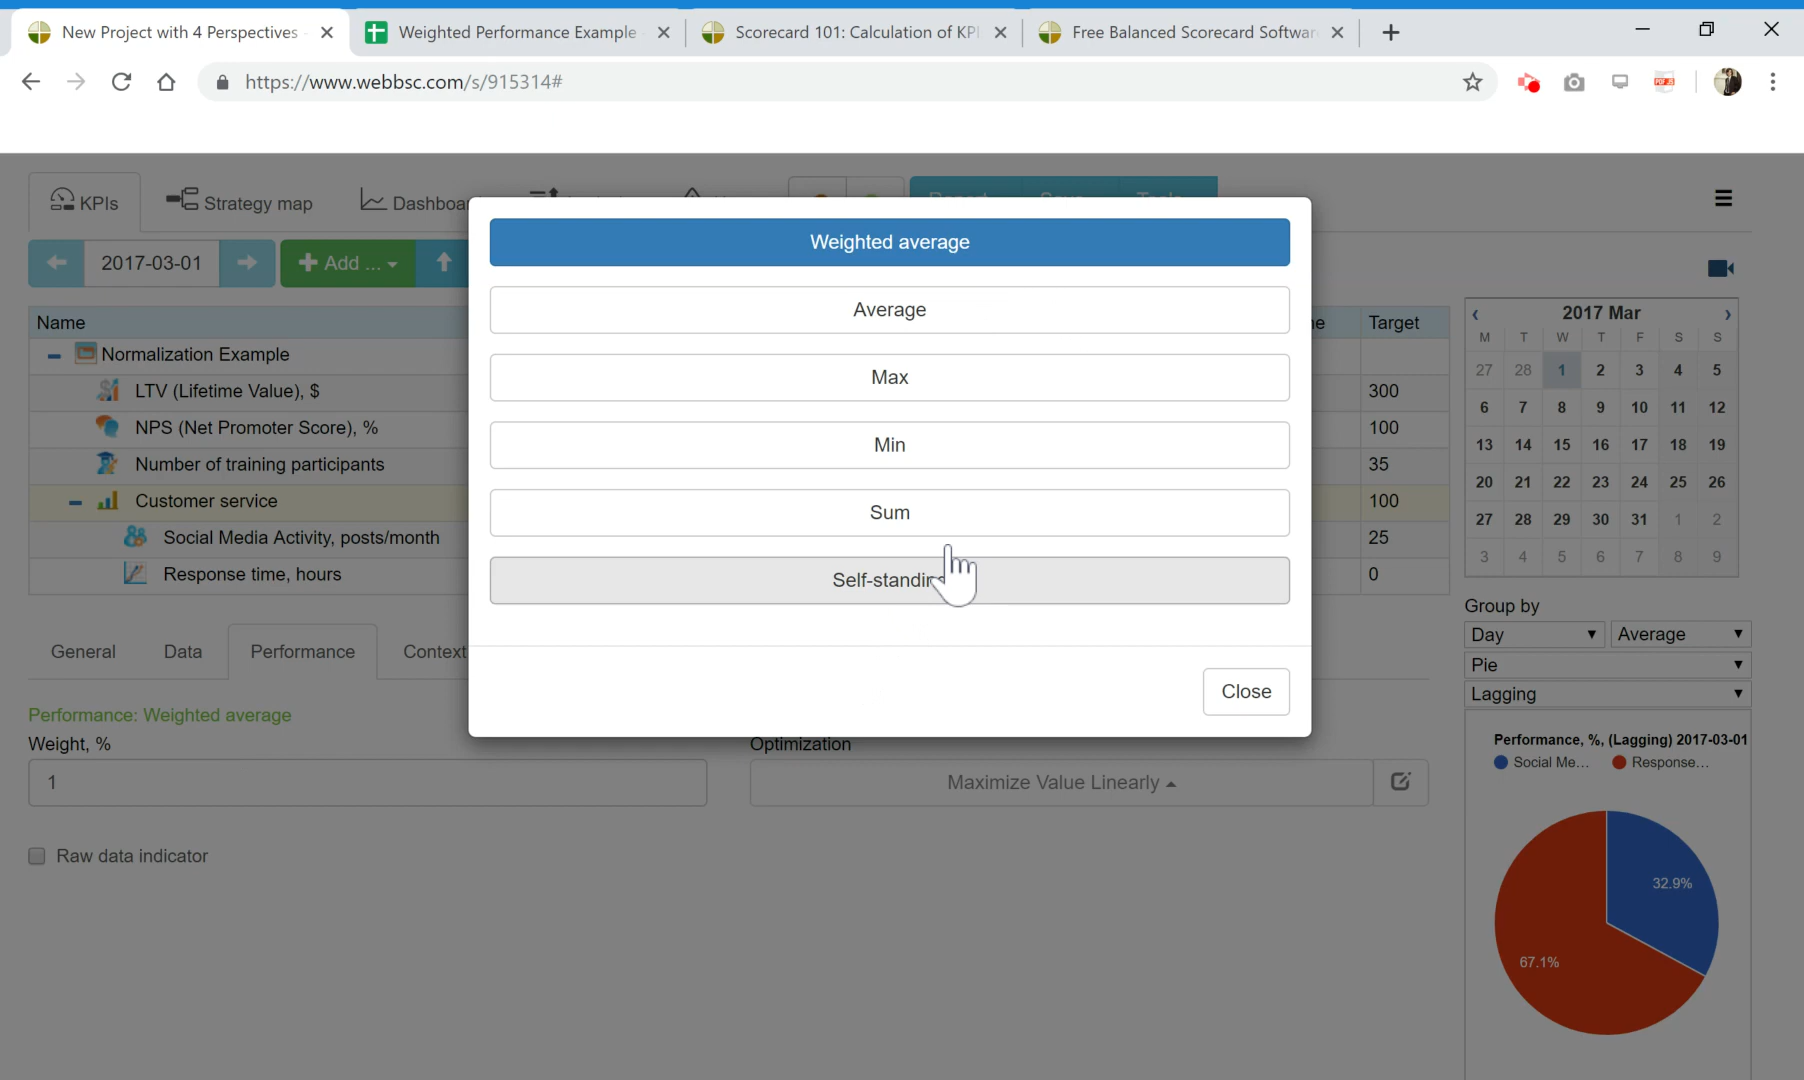 New Project with 4 Perspectives
Weighted Performance Example
Scorecard 101: Calculation of KPI
Free Balanced Scorecard Software
https://www.webbsc.com/s/915314#
KPIs
Strategy map
Dashboa
2017-03-01
Add ...
Name
Target
Normalization Example
LTV (Lifetime Value), $
300
NPS (Net Promoter Score), %
100
Number of training participants
35
Customer service
100
Social Media Activity, posts/month
25
Response time, hours
0
Weighted average
Average
Max
Min
Sum
Self-standin
Close
General
Data
Performance
Context
Performance: Weighted average
Weight, %
1
Optimization
Maximize Value Linearly
Raw data indicator
2017 Mar
M T W T F S S
27 28 1 2 3 4 5
6 7 8 9 10 11 12
13 14 15 16 17 18 19
20 21 22 23 24 25 26
27 28 29 30 31 1 2
3 4 5 6 7 8 9
Group by
Day
Average
Pie
Lagging
Performance, %, (Lagging) 2017-03-01
Social Me...
Response...
32.9%
67.1%